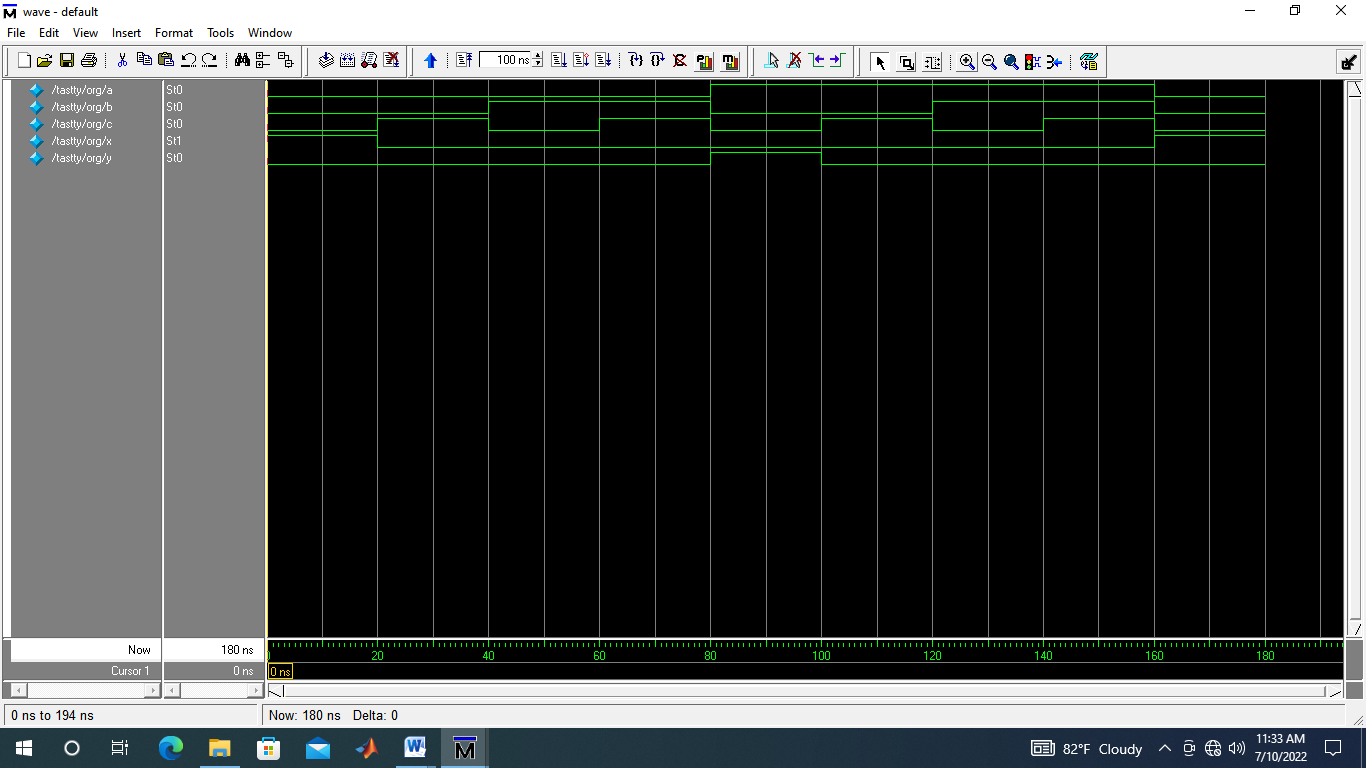 wave - default
File Edit View Insert Format Tools Window
100 ns
/tastty/org/a St0
/tastty/org/b St0
/tastty/org/c St0
/tastty/org/x St1
/tastty/org/y St0
Now 180 ns
20 40 60 80 100 120 140 160 180
Cursor 1 0 ns 0 ns
0 ns to 194 ns Now: 180 ns Delta: 0
82°F Cloudy
11:33 AM
7/10/2022